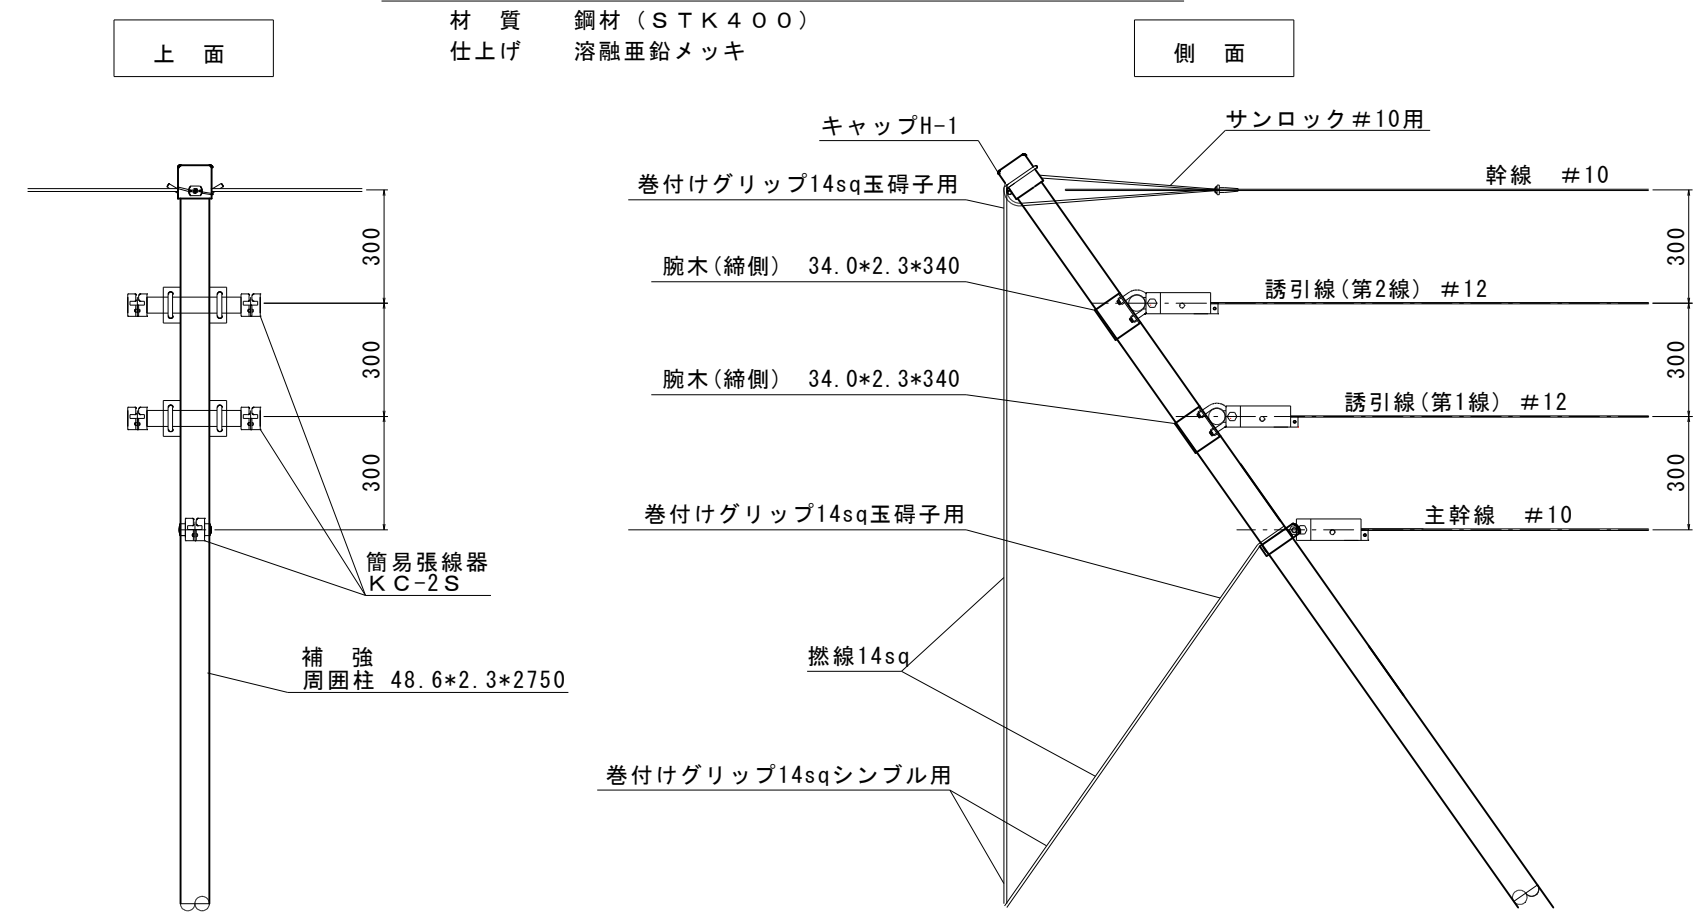 材　質　　鋼材（ＳＴＫ４００）
仕上げ　　溶融亜鉛メッキ
上　面
側　面
キャップH-1
サンロック＃10用
巻付けグリップ14sq玉碍子用
幹線　＃10
300
300
腕木(締側)　34.0*2.3*340
誘引線(第2線)　＃12
300
300
腕木(締側)　34.0*2.3*340
誘引線(第1線)　＃12
300
300
巻付けグリップ14sq玉碍子用
主幹線　＃10
簡易張線器
ＫＣ-2Ｓ
補　強
周囲柱　48.6*2.3*2750
撚線14sq
巻付けグリップ14sqシンブル用